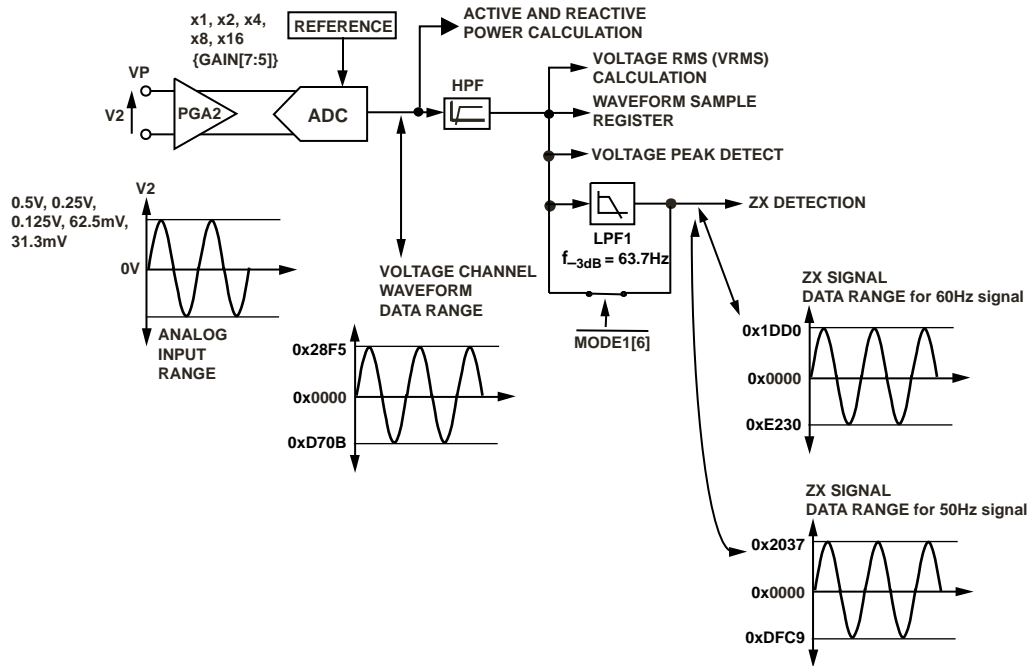 x1, x2, x4,
x8, x16
{GAIN[7:5]}
REFERENCE
ACTIVE AND REACTIVE
POWER CALCULATION
VP
V2
PGA2
ADC
HPF
VOLTAGE RMS (VRMS)
CALCULATION
WAVEFORM SAMPLE
REGISTER
VOLTAGE PEAK DETECT
ZX DETECTION
LPF1
f–3dB = 63.7Hz
MODE1[6]
V2
0.5V, 0.25V,
0.125V, 62.5mV,
31.3mV
0V
ANALOG
INPUT
RANGE
VOLTAGE CHANNEL
WAVEFORM
DATA RANGE
0x28F5
0x0000
0xD70B
ZX SIGNAL
DATA RANGE for 60Hz signal
0x1DD0
0x0000
0xE230
ZX SIGNAL
DATA RANGE for 50Hz signal
0x2037
0x0000
0xDFC9